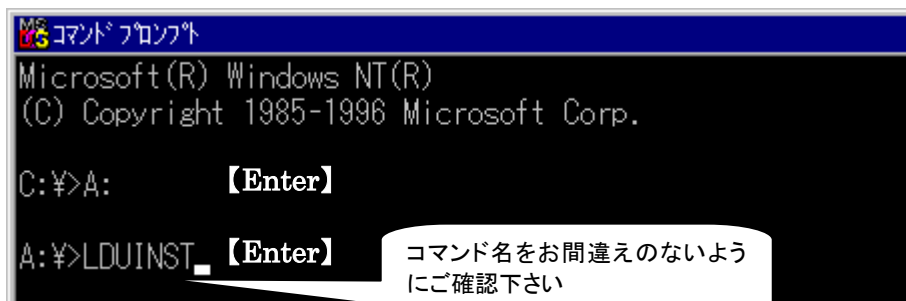 コマンド プロンプト
Microsoft(R) Windows NT(R)
(C) Copyright 1985-1996 Microsoft Corp.
C:¥>A: 【Enter】
A:¥>LDUINST_ 【Enter】
コマンド名をお間違えのないよう
にご確認下さい